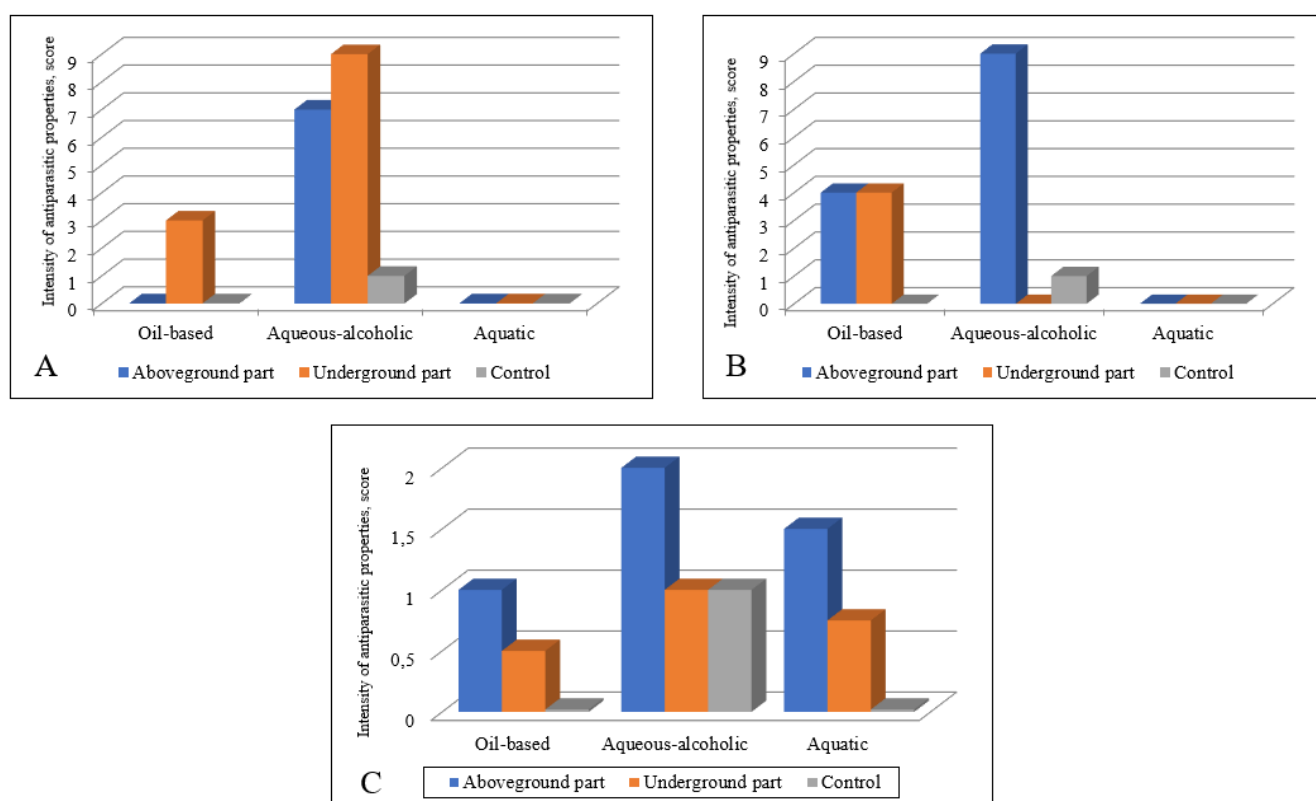 Intensity of antiparasitic properties, score
9
8
7
6
5
4
3
2
1
0
Oil-based Aqueous-alcoholic Aquatic
A
Aboveground part Underground part Control
Intensity of antiparasitic properties, score
9
8
7
6
5
4
3
2
1
0
Oil-based Aqueous-alcoholic Aquatic
B
Aboveground part Underground part Control
Intensity of antiparasitic properties, score
2
1,5
1
0,5
0
Oil-based Aqueous-alcoholic Aquatic
C
Aboveground part Underground part Control